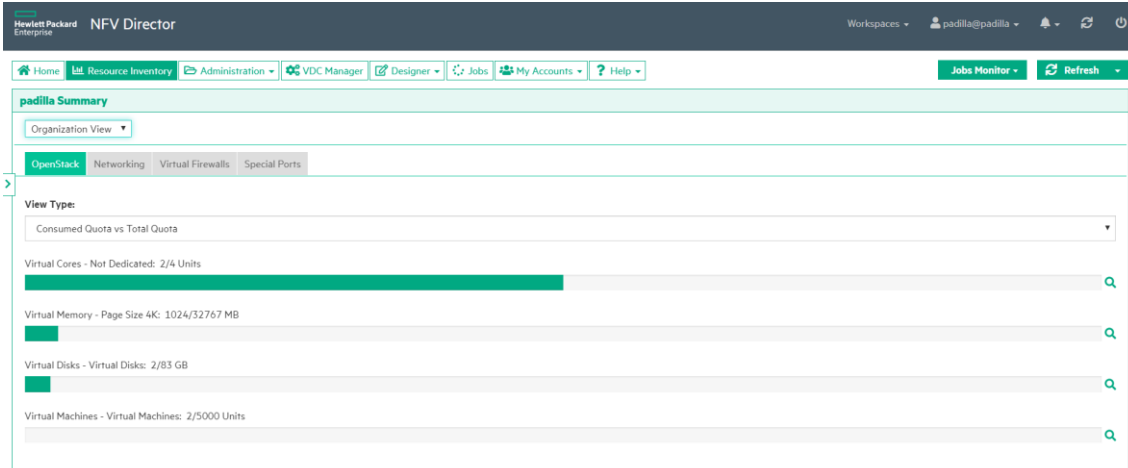 Hewlett Packard
Enterprise
NFV Director
Workspaces
padilla@padilla
Home
Resource Inventory
Administration
VDC Manager
Designer
Jobs
My Accounts
? Help
Jobs Monitor
Refresh
padilla Summary
Organization View
OpenStack
Networking
Virtual Firewalls
Special Ports
View Type:
Consumed Quota vs Total Quota
Virtual Cores - Not Dedicated: 2/4 Units
Virtual Memory - Page Size 4K: 1024/32767 MB
Virtual Disks - Virtual Disks: 2/83 GB
Virtual Machines - Virtual Machines: 2/5000 Units